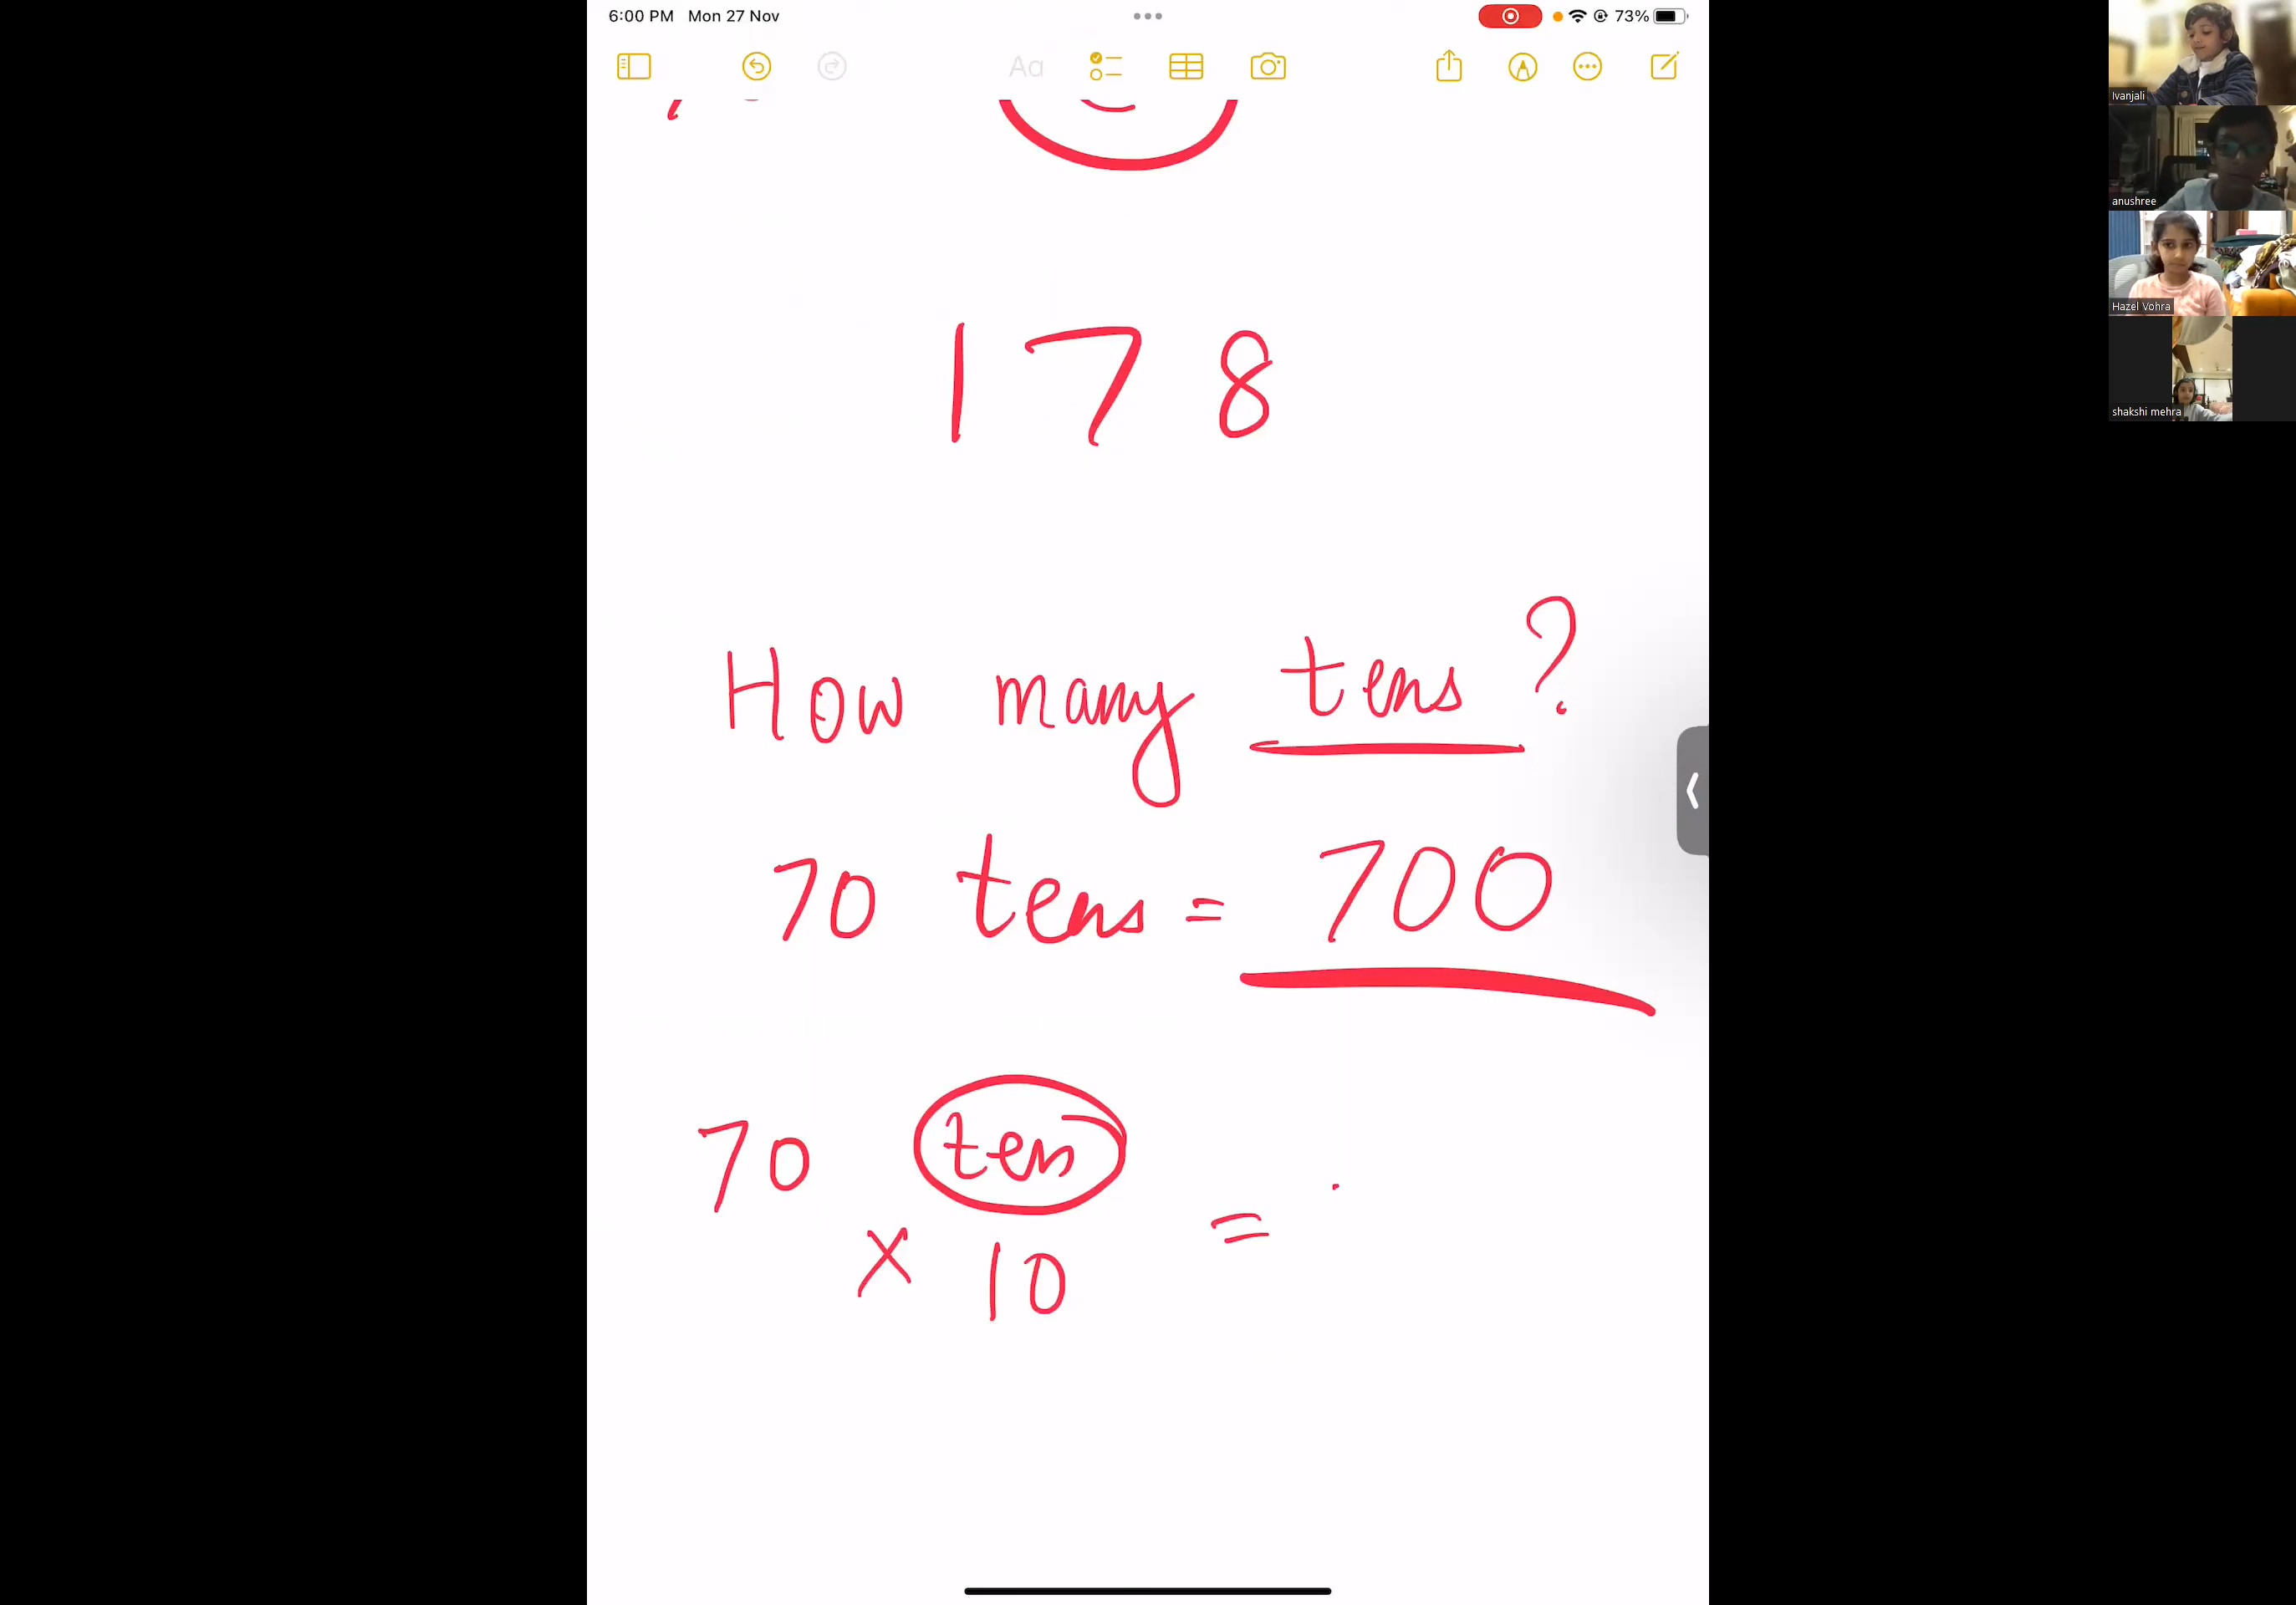 6:00 PM Mon 27 Nov
73%
Aa
178
How many tens?
70 tens = 700
70 ten
x 10 =
Ivanjali
anushree
Hazel Vohra
shakshi mehra